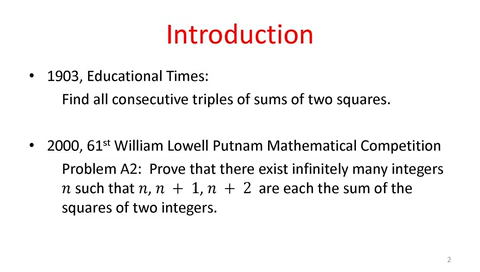 Introduction
• 1903, Educational Times:
Find all consecutive triples of sums of two squares.
• 2000, 61st William Lowell Putnam Mathematical Competition
Problem A2: Prove that there exist infinitely many integers
n such that n, n + 1, n + 2 are each the sum of the
squares of two integers.
2